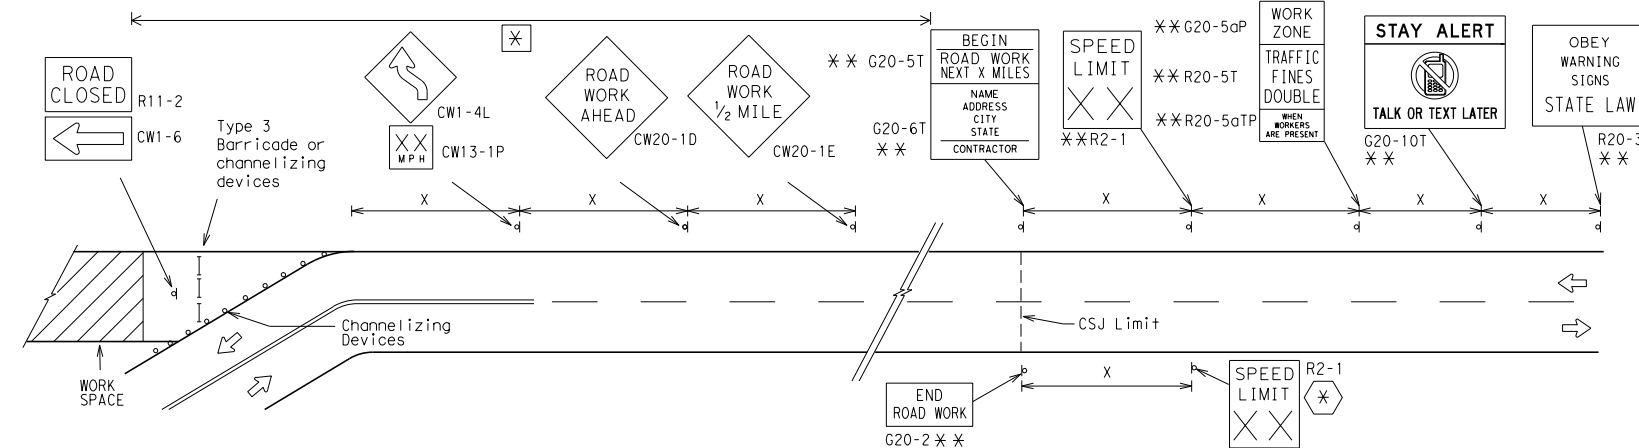 ROAD
CLOSED
R11-2
CW1-6
Type 3
Barricade or
channelizing
devices
CW1-4L
XX
MPH
CW13-1P
*
ROAD
WORK
AHEAD
CW20-1D
ROAD
WORK
1/2 MILE
CW20-1E
** G20-5T
BEGIN
ROAD WORK
NEXT X MILES
NAME
ADDRESS
CITY
STATE
CONTRACTOR
G20-6T
**
SPEED
LIMIT
XX
**R2-1
**G20-5aP
WORK
ZONE
**R20-5T
TRAFFIC
FINES
DOUBLE
**R20-5aTP
WHEN
WORKERS
ARE PRESENT
STAY ALERT
TALK OR TEXT LATER
G20-10T
**
OBEY
WARNING
SIGNS
STATE LAW
R20-3
**
X
X
X
X
X
X
X
Channelizing
Devices
CSJ Limit
WORK
SPACE
END
ROAD WORK
G20-2**
X
SPEED
LIMIT
XX
R2-1
*